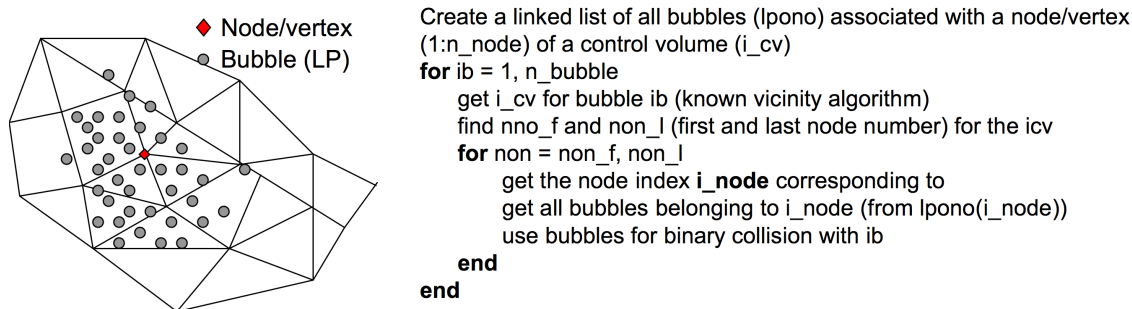 Node/vertex
Bubble (LP)
Create a linked list of all bubbles (lpono) associated with a node/vertex
(1:n_node) of a control volume (i_cv)
for ib = 1, n_bubble
get i_cv for bubble ib (known vicinity algorithm)
find nno_f and non_l (first and last node number) for the icv
for non = non_f, non_l
get the node index i_node corresponding to
get all bubbles belonging to i_node (from lpono(i_node))
use bubbles for binary collision with ib
end
end